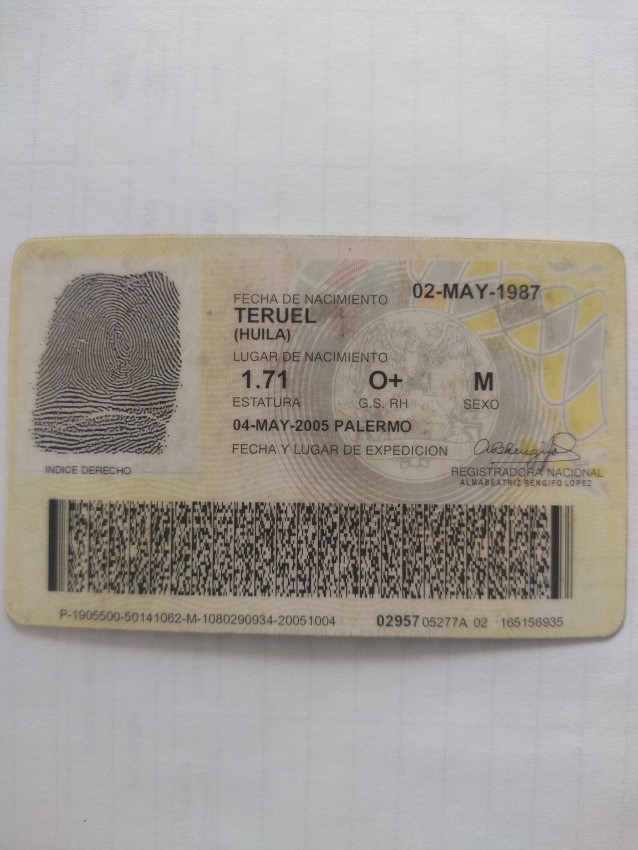 FECHA DE NACIMIENTO 02-MAY-1987
TERUEL
(HUILA)
LUGAR DE NACIMIENTO
1.71 O+ M
ESTATURA G.S. RH SEXO
04-MAY-2005 PALERMO
FECHA Y LUGAR DE EXPEDICION
INDICE DERECHO
REGISTRADORA NACIONAL
ALMABEATRIZ RENGIFO LOPEZ
P-1905500-50141062-M-1080290934-20051004 02957 05277A 02 165156935